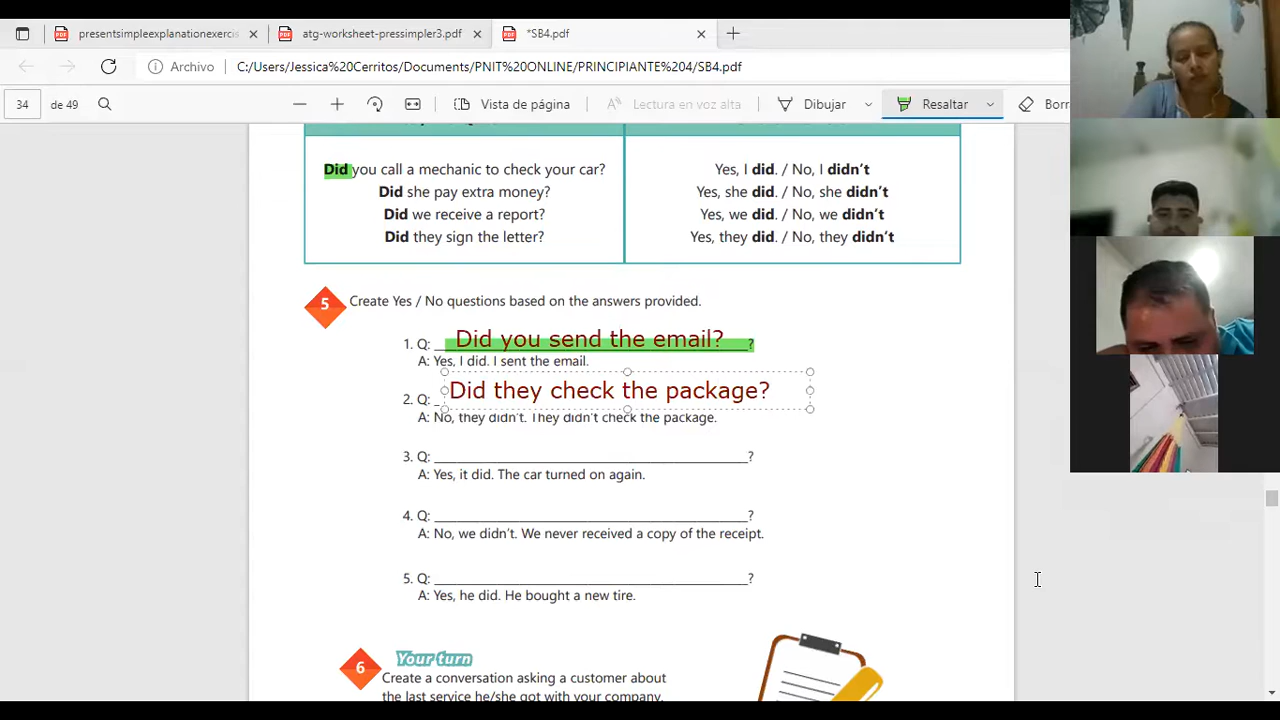 presentsimpleexplanationexercis
atg-worksheet-pressimpler3.pdf
*SB4.pdf
Archivo
C:/Users/Jessica%20Cerritos/Documents/PNIT%20ONLINE/PRINCIPIANTE%204/SB4.pdf
34 de 49
Vista de página
Lectura en voz alta
Dibujar
Resaltar
Borr
Did you call a mechanic to check your car?
Yes, I did. / No, I didn't
Did she pay extra money?
Yes, she did. / No, she didn't
Did we receive a report?
Yes, we did. / No, we didn't
Did they sign the letter?
Yes, they did. / No, they didn't
5 Create Yes / No questions based on the answers provided.
1. Q: Did you send the email? ?
A: Yes, I did. I sent the email.
2. Q: _ Did they check the package?
A: No, they didn't. They didn't check the package.
3. Q: ____________________?
A: Yes, it did. The car turned on again.
4. Q: ____________________?
A: No, we didn't. We never received a copy of the receipt.
5. Q: ____________________?
A: Yes, he did. He bought a new tire.
6 Your turn
Create a conversation asking a customer about
the last service he/she got with your company.